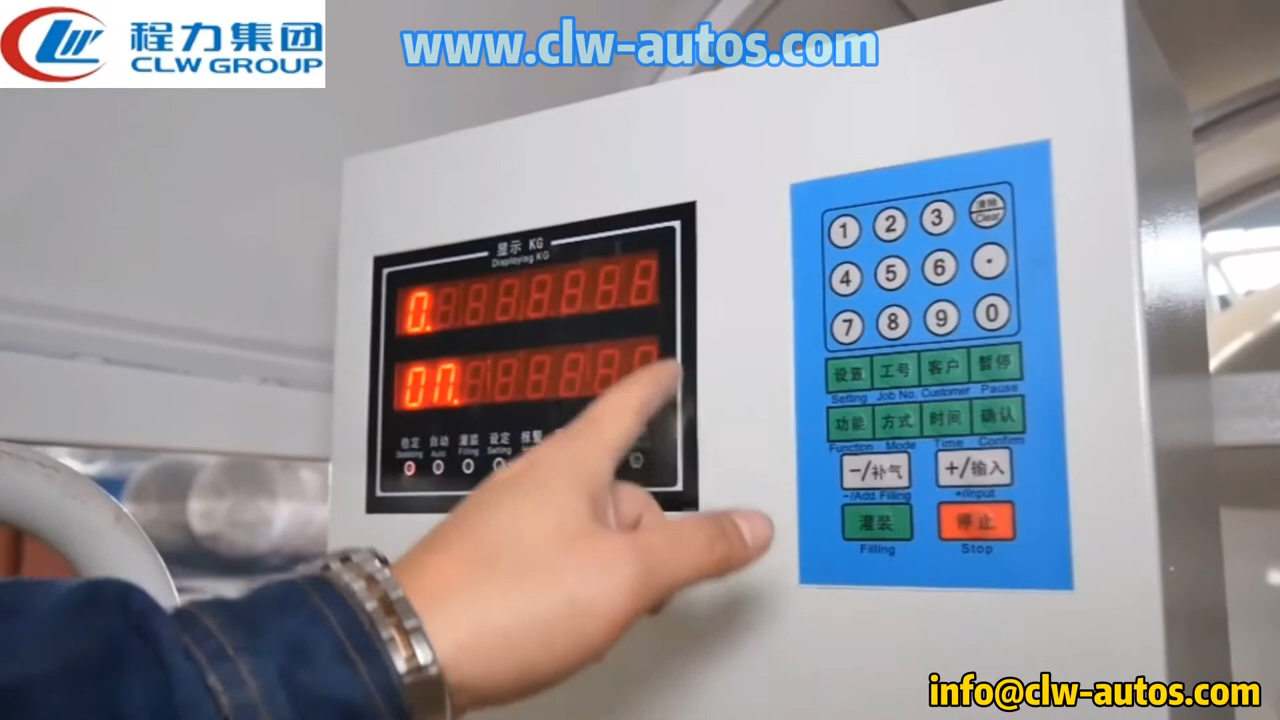 程力集团
CLW GROUP
www.clw-autos.com
显示 KG
Displaying KG
0.
00.
稳定 自动 灌装 设定 报警
Auto Filling Setting
1 2 3 清除
Clear
4 5 6 .
7 8 9 0
设置 工号 客户 暂停
Setting Job No. Customer Pause
功能 方式 时间 确认
Function Mode Time Confirm
-/补气 +/输入
-/Add Filling +/Input
灌装 停止
Filling Stop
info@clw-autos.com